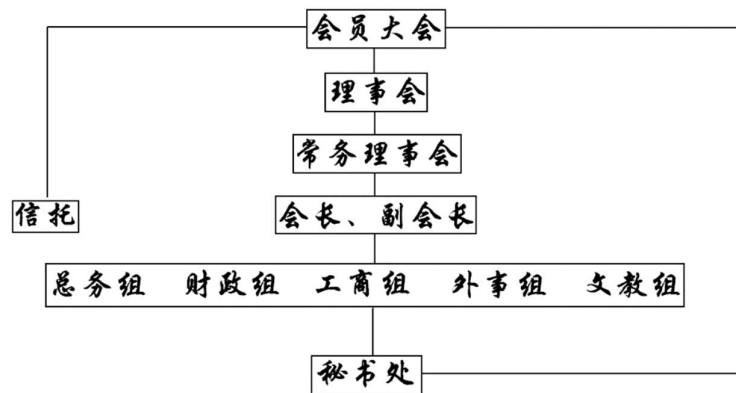 会员大会
理事会
常务理事会
信托
会长、副会长
总务组 财政组 工商组 外事组 文教组
秘书处